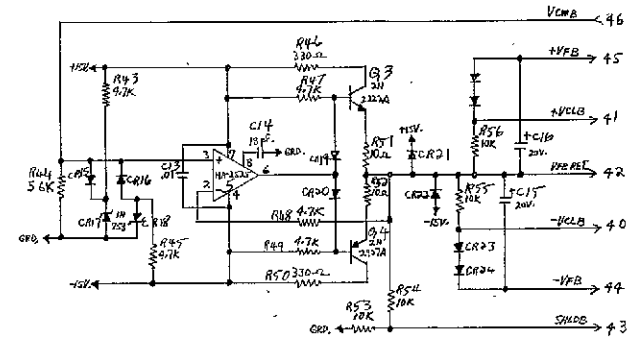 VCMB 46
R46
330Ω
+15V.
R43
4.7K
R47
4.7K
Q3
2N
2222A
+VFB 45
C14
18pf
GRD.
R51
10Ω
+15V.
CR21
+VCLB 41
R56
10K
+C16
20V.
R44
5.6K
CR15
CR16
C13
.01
3
7
8
HA-2525
6
2
5
4
CR19
CR20
R52
10Ω
VFB RET 42
CR22
-15V.
R55
10K
+C15
20V.
CR17
1N
753
CR18
R48 4.7K
-VCLB 40
GRD.
R45
4.7K
R49 4.7K
Q4
2N
2907A
CR23
CR24
-15V.
R50 330Ω
R54
10K
-VFB 44
R53
10K
GRD.
SHLDB 43